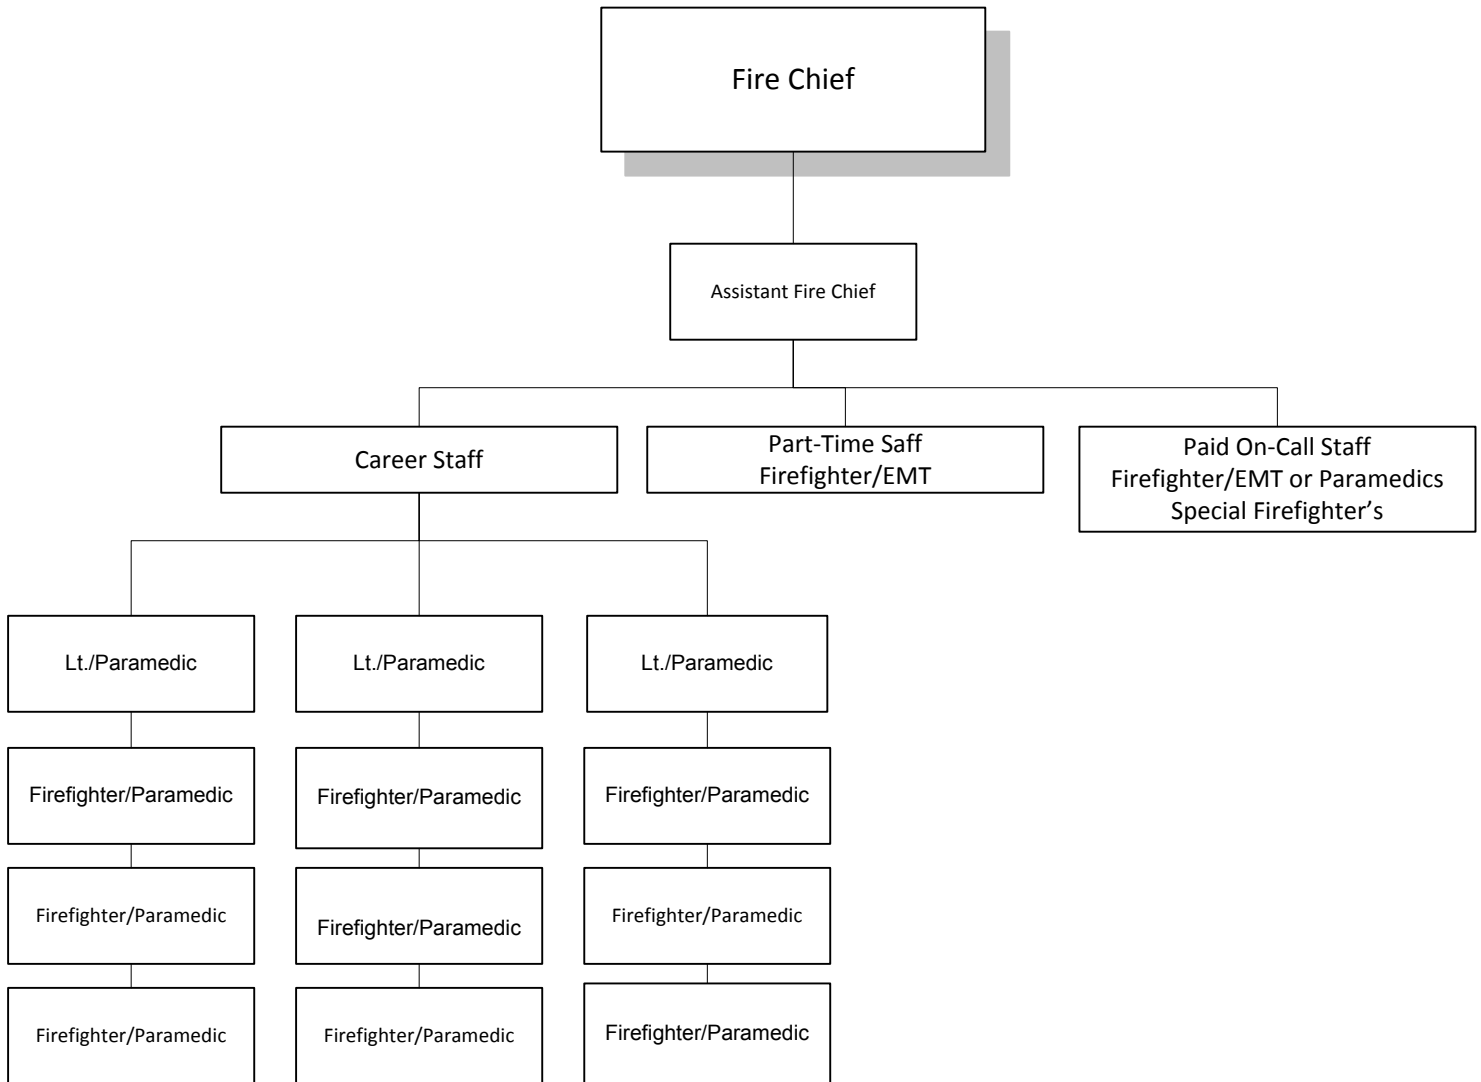 Fire Chief
Assistant Fire Chief
Career Staff
Part-Time Saff
Firefighter/EMT
Paid On-Call Staff
Firefighter/EMT or Paramedics
Special Firefighter’s
Lt./Paramedic
Lt./Paramedic
Lt./Paramedic
Firefighter/Paramedic
Firefighter/Paramedic
Firefighter/Paramedic
Firefighter/Paramedic
Firefighter/Paramedic
Firefighter/Paramedic
Firefighter/Paramedic
Firefighter/Paramedic
Firefighter/Paramedic